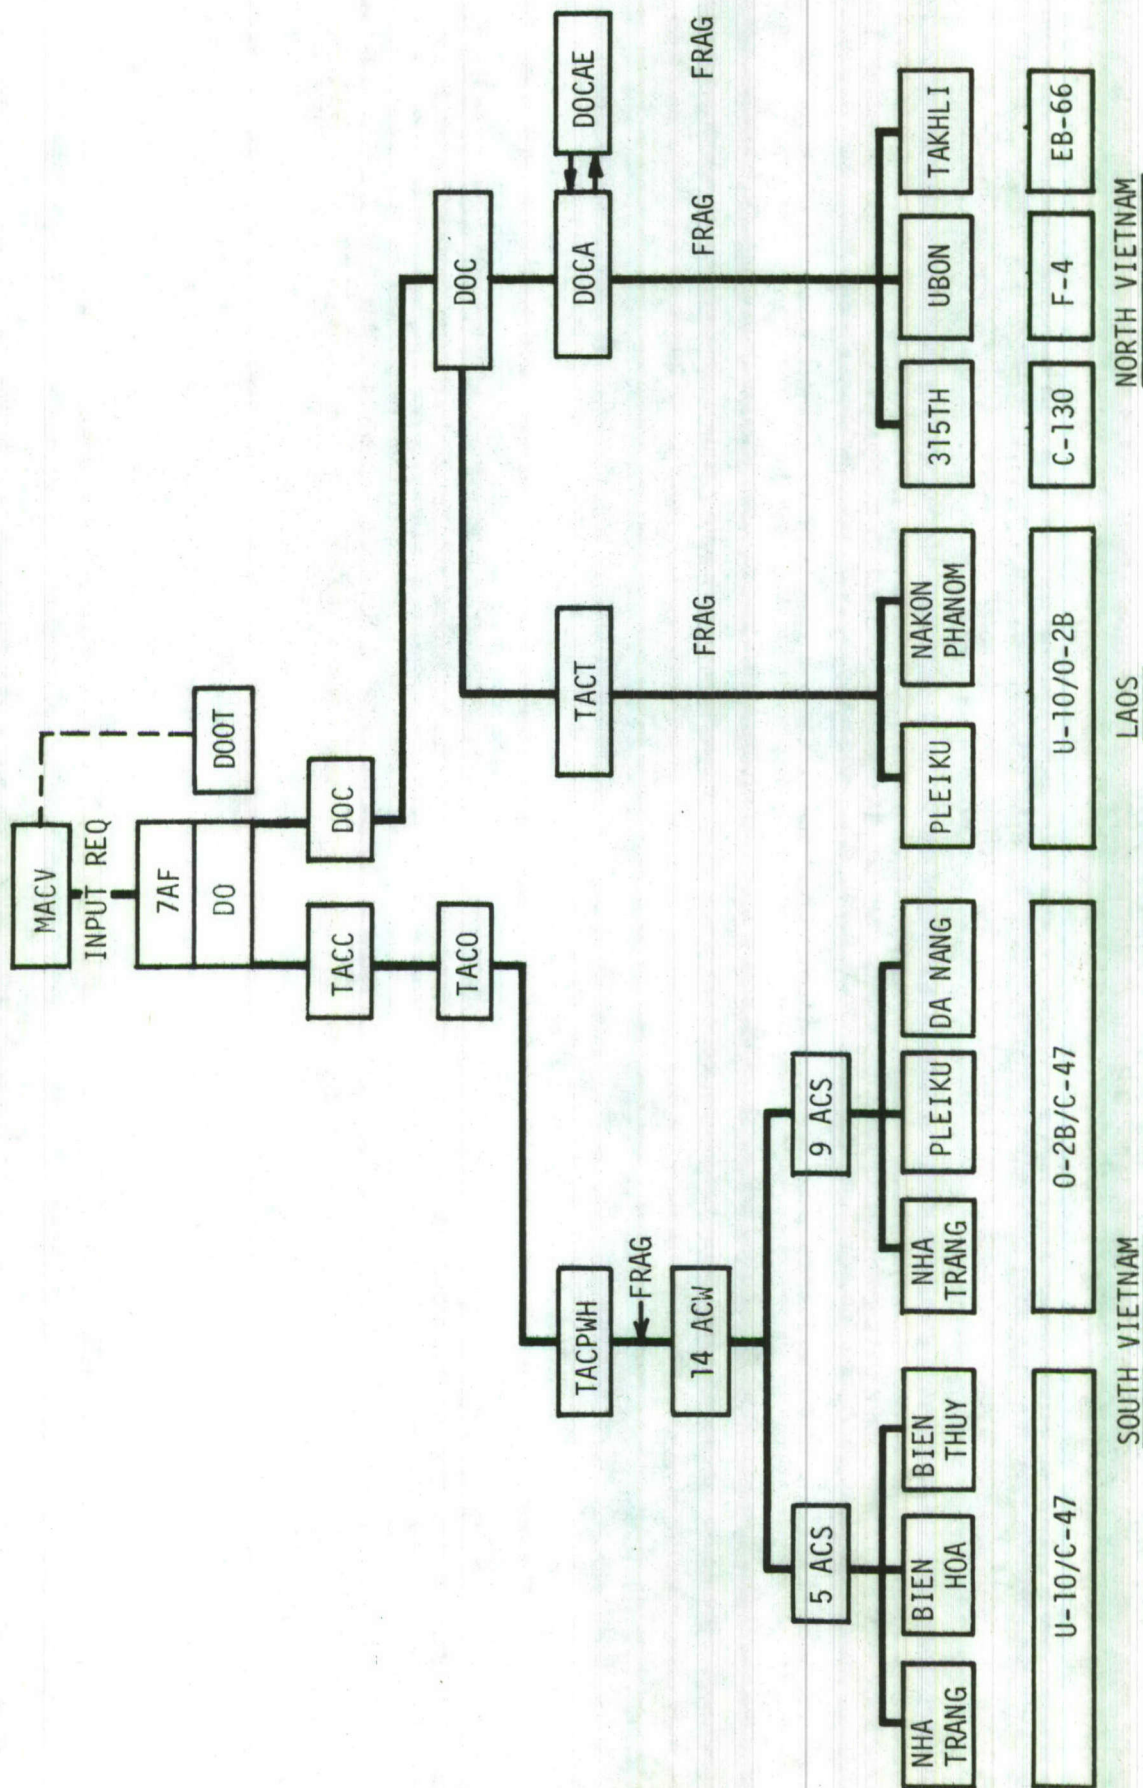 MACV
INPUT REQ
7AF
DO
DOOT
TACC
DOC
TACO
DOC
TACPWH
TACT
DOCA
DOCAE
FRAG
FRAG
FRAG
FRAG
14 ACW
5 ACS
9 ACS
NHA
TRANG
BIEN
HOA
BIEN
THUY
NHA
TRANG
PLEIKU
DA NANG
PLEIKU
NAKON
PHANOM
315TH
UBON
TAKHLI
U-10/C-47
O-2B/C-47
U-10/O-2B
C-130
F-4
EB-66
SOUTH VIETNAM
LAOS
NORTH VIETNAM